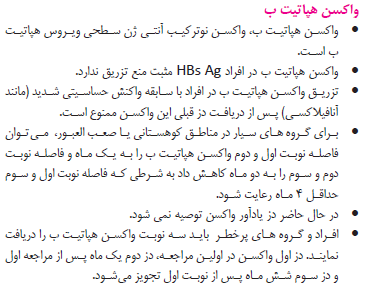 واکسن هپاتیت ب
• واکسن هپاتیت ب، واکسن نوترکیب آنتی ژن سطحی ویروس هپاتیت
ب است.
• واکسن هپاتیت ب در افراد HBs Ag مثبت منع تزریق ندارد.
• تزریق واکسن هپاتیت ب در افراد با سابقه واکنش حساسیتی شدید (مانند
آنافیلاکسی) پس از دریافت دز قبلی این واکسن ممنوع است.
• برای گروه های سیار در مناطق کوهستانی یا صعب العبور، می توان
فاصله نوبت اول و دوم واکسن هپاتیت ب را به یک ماه و فاصله نوبت
دوم و سوم را به دو ماه کاهش داد به شرطی که فاصله نوبت اول و سوم
حداقل ۴ ماه رعایت شود.
• در حال حاضر دز یادآور واکسن توصیه نمی شود.
• افراد و گروه های پرخطر باید سه نوبت واکسن هپاتیت ب را دریافت
نمایند، دز اول واکسن در اولین مراجعه، دز دوم یک ماه پس از مراجعه اول
و دز سوم شش ماه پس از نوبت اول تجویز می‌شود.